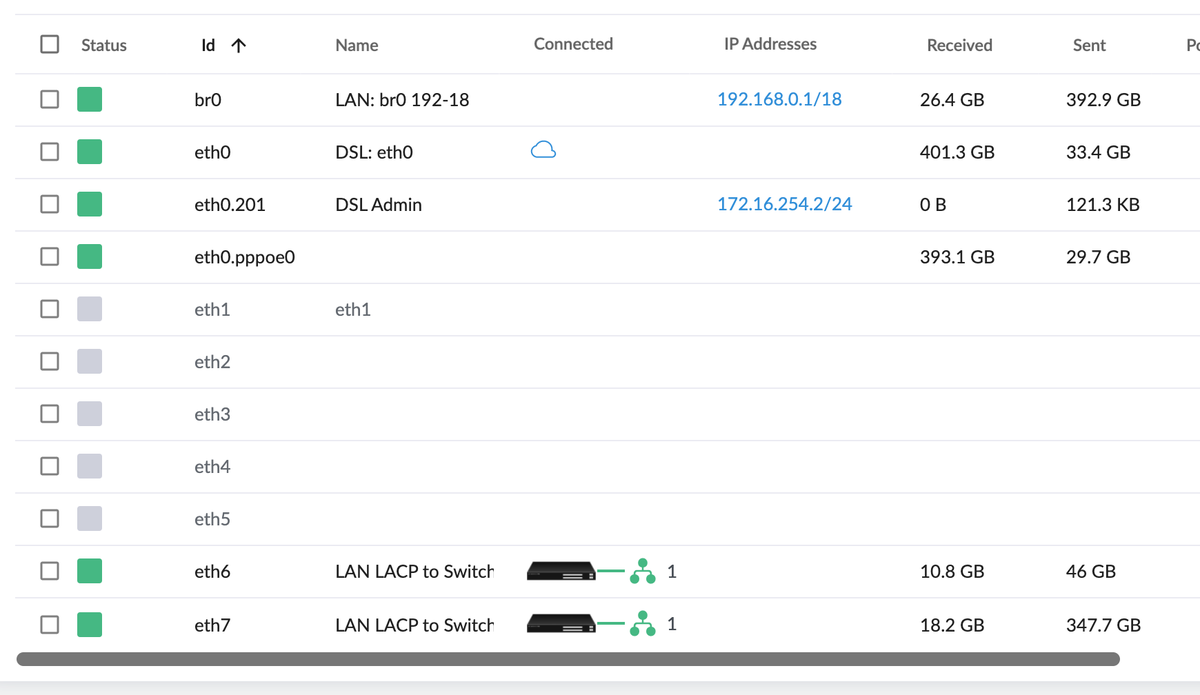 Status Id Name Connected IP Addresses Received Sent
br0 LAN: br0 192-18 192.168.0.1/18 26.4 GB 392.9 GB
eth0 DSL: eth0 401.3 GB 33.4 GB
eth0.201 DSL Admin 172.16.254.2/24 0 B 121.3 KB
eth0.pppoe0 393.1 GB 29.7 GB
eth1 eth1
eth2
eth3
eth4
eth5
eth6 LAN LACP to Switch 1 10.8 GB 46 GB
eth7 LAN LACP to Switch 1 18.2 GB 347.7 GB